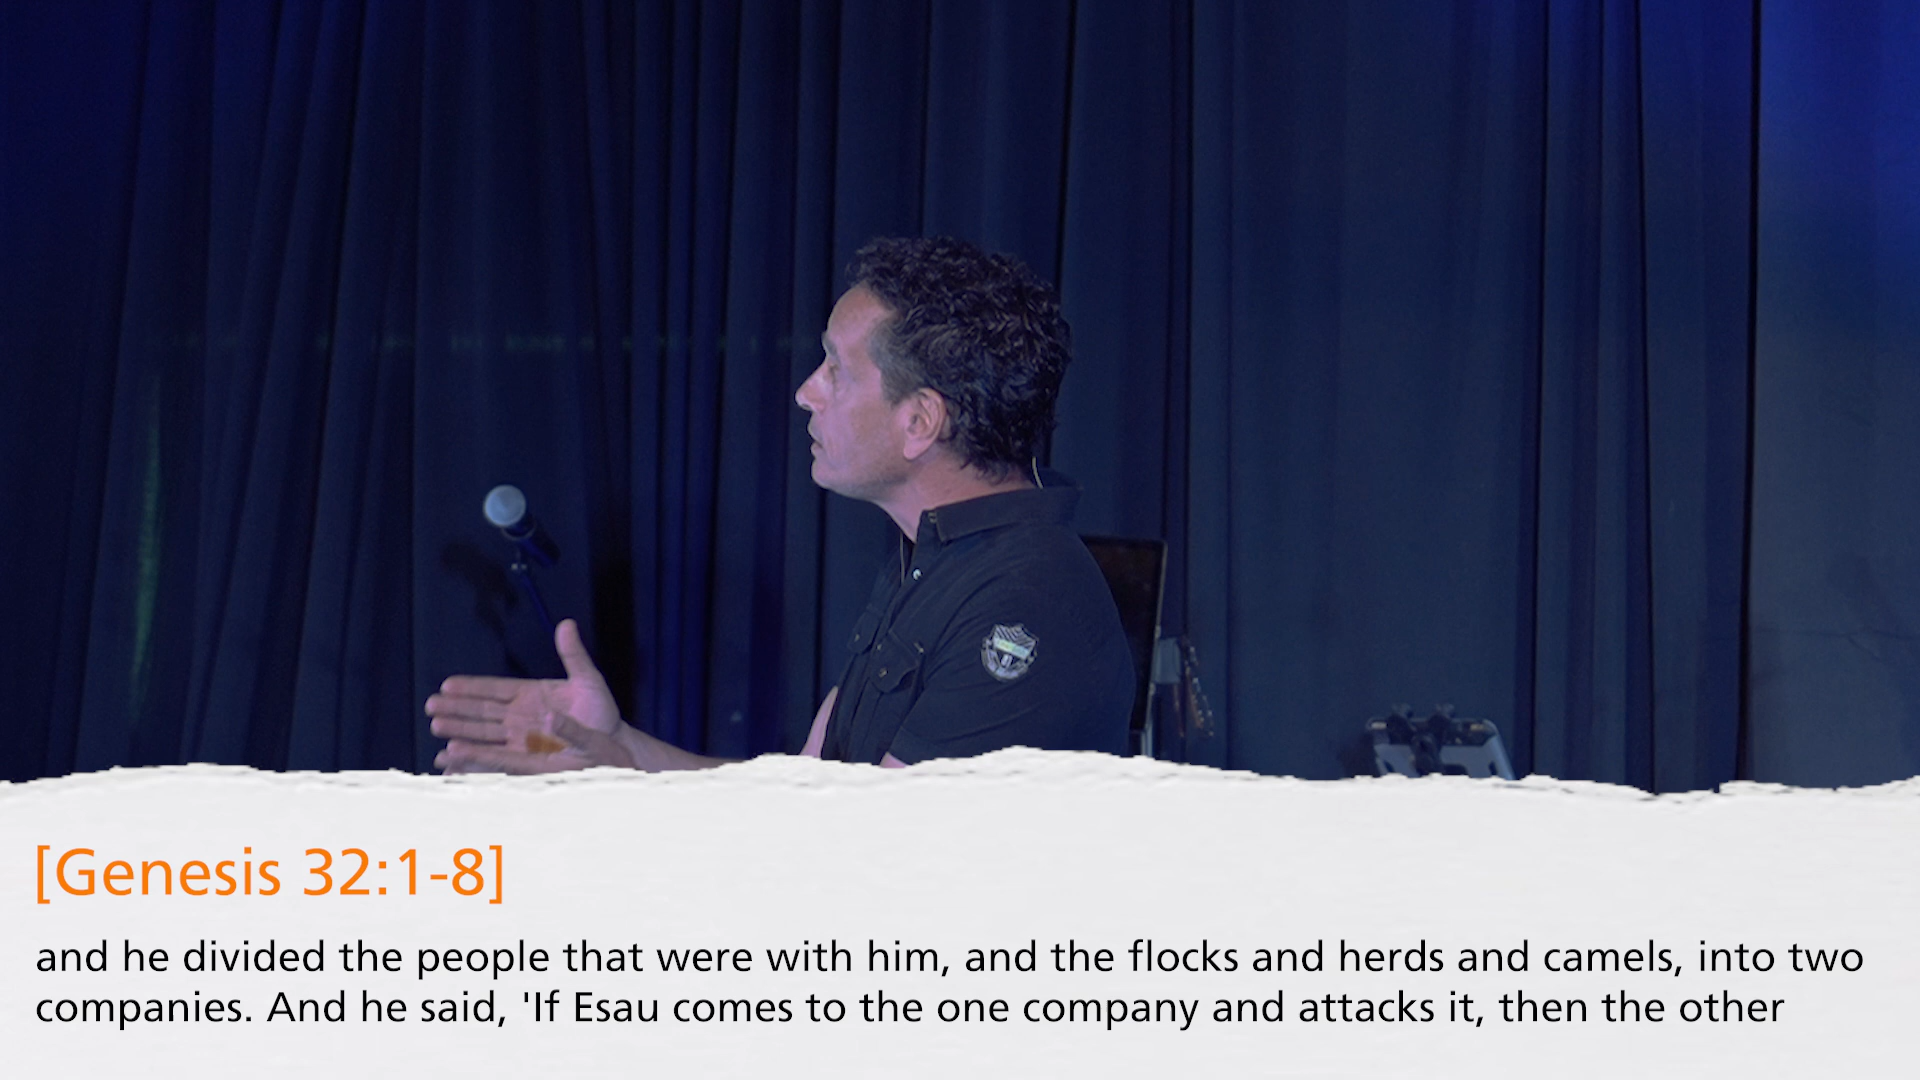 [Genesis 32:1-8]
and he divided the people that were with him, and the flocks and herds and camels, into two
companies. And he said, 'If Esau comes to the one company and attacks it, then the other